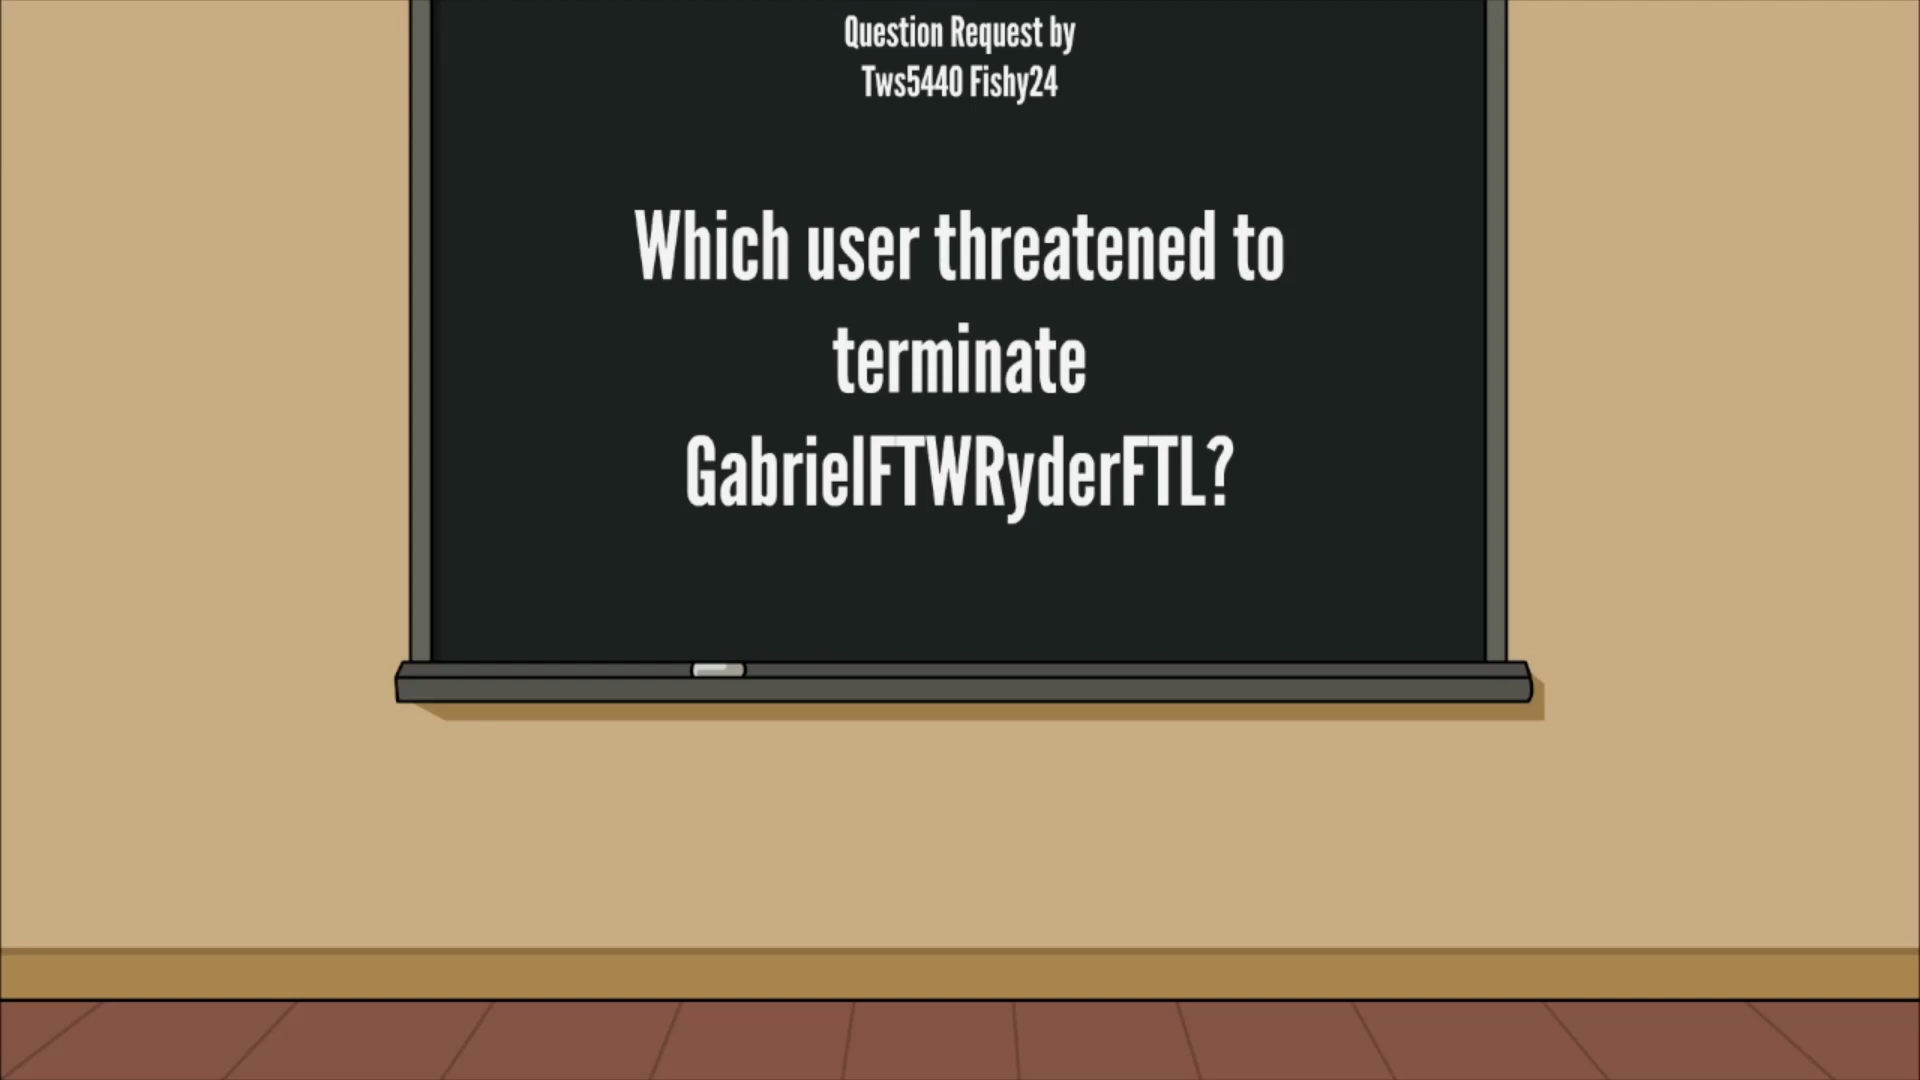 Question Request by
Tws5440 Fishy24
Which user threatened to
terminate
GabrielFTWRyderFTL?